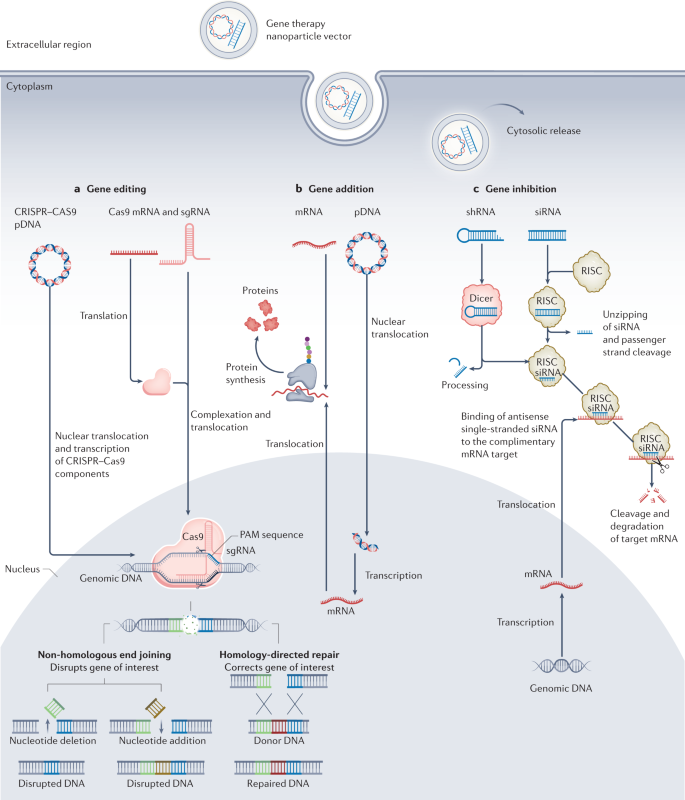 Gene therapy
nanoparticle vector
Extracellular region
Cytoplasm
Cytosolic release
a Gene editing
CRISPR–CAS9
pDNA
Cas9 mRNA and sgRNA
Translation
Nuclear translocation
and transcription
of CRISPR–Cas9
components
Complexation and
translocation
Cas9
PAM sequence
sgRNA
Genomic DNA
Nucleus
Non-homologous end joining
Disrupts gene of interest
Nucleotide deletion
Nucleotide addition
Disrupted DNA
Disrupted DNA
Homology-directed repair
Corrects gene of interest
Donor DNA
Repaired DNA
b Gene addition
mRNA
pDNA
Proteins
Protein
synthesis
Nuclear
translocation
Translocation
Transcription
mRNA
c Gene inhibition
shRNA
siRNA
RISC
Dicer
RISC
Unzipping
of siRNA
and passenger
strand cleavage
Processing
RISC
siRNA
RISC
siRNA
Binding of antisense
single-stranded siRNA
to the complimentary
mRNA target
RISC
siRNA
Cleavage and
degradation
of target mRNA
Translocation
mRNA
Transcription
Genomic DNA